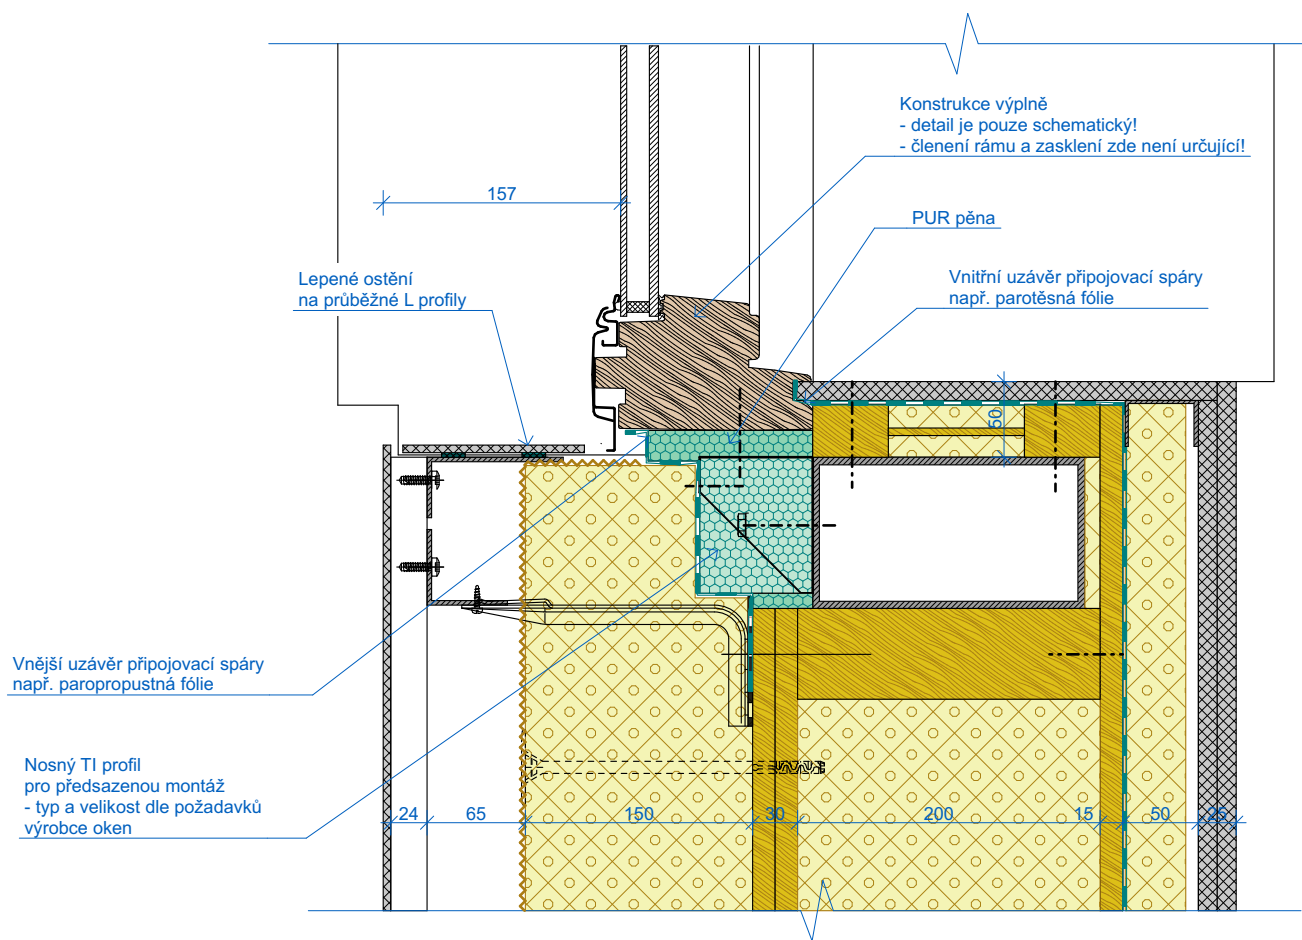 Konstrukce výplně
- detail je pouze schematický!
- členení rámu a zasklení zde není určující!
157
PUR pěna
Lepené ostění
na průběžné L profily
Vnitřní uzávěr připojovací spáry
např. parotěsná fólie
50
Vnější uzávěr připojovací spáry
např. paropropustná fólie
Nosný TI profil
pro předsazenou montáž
- typ a velikost dle požadavků
výrobce oken
24 65 150 30 200 15 50 25